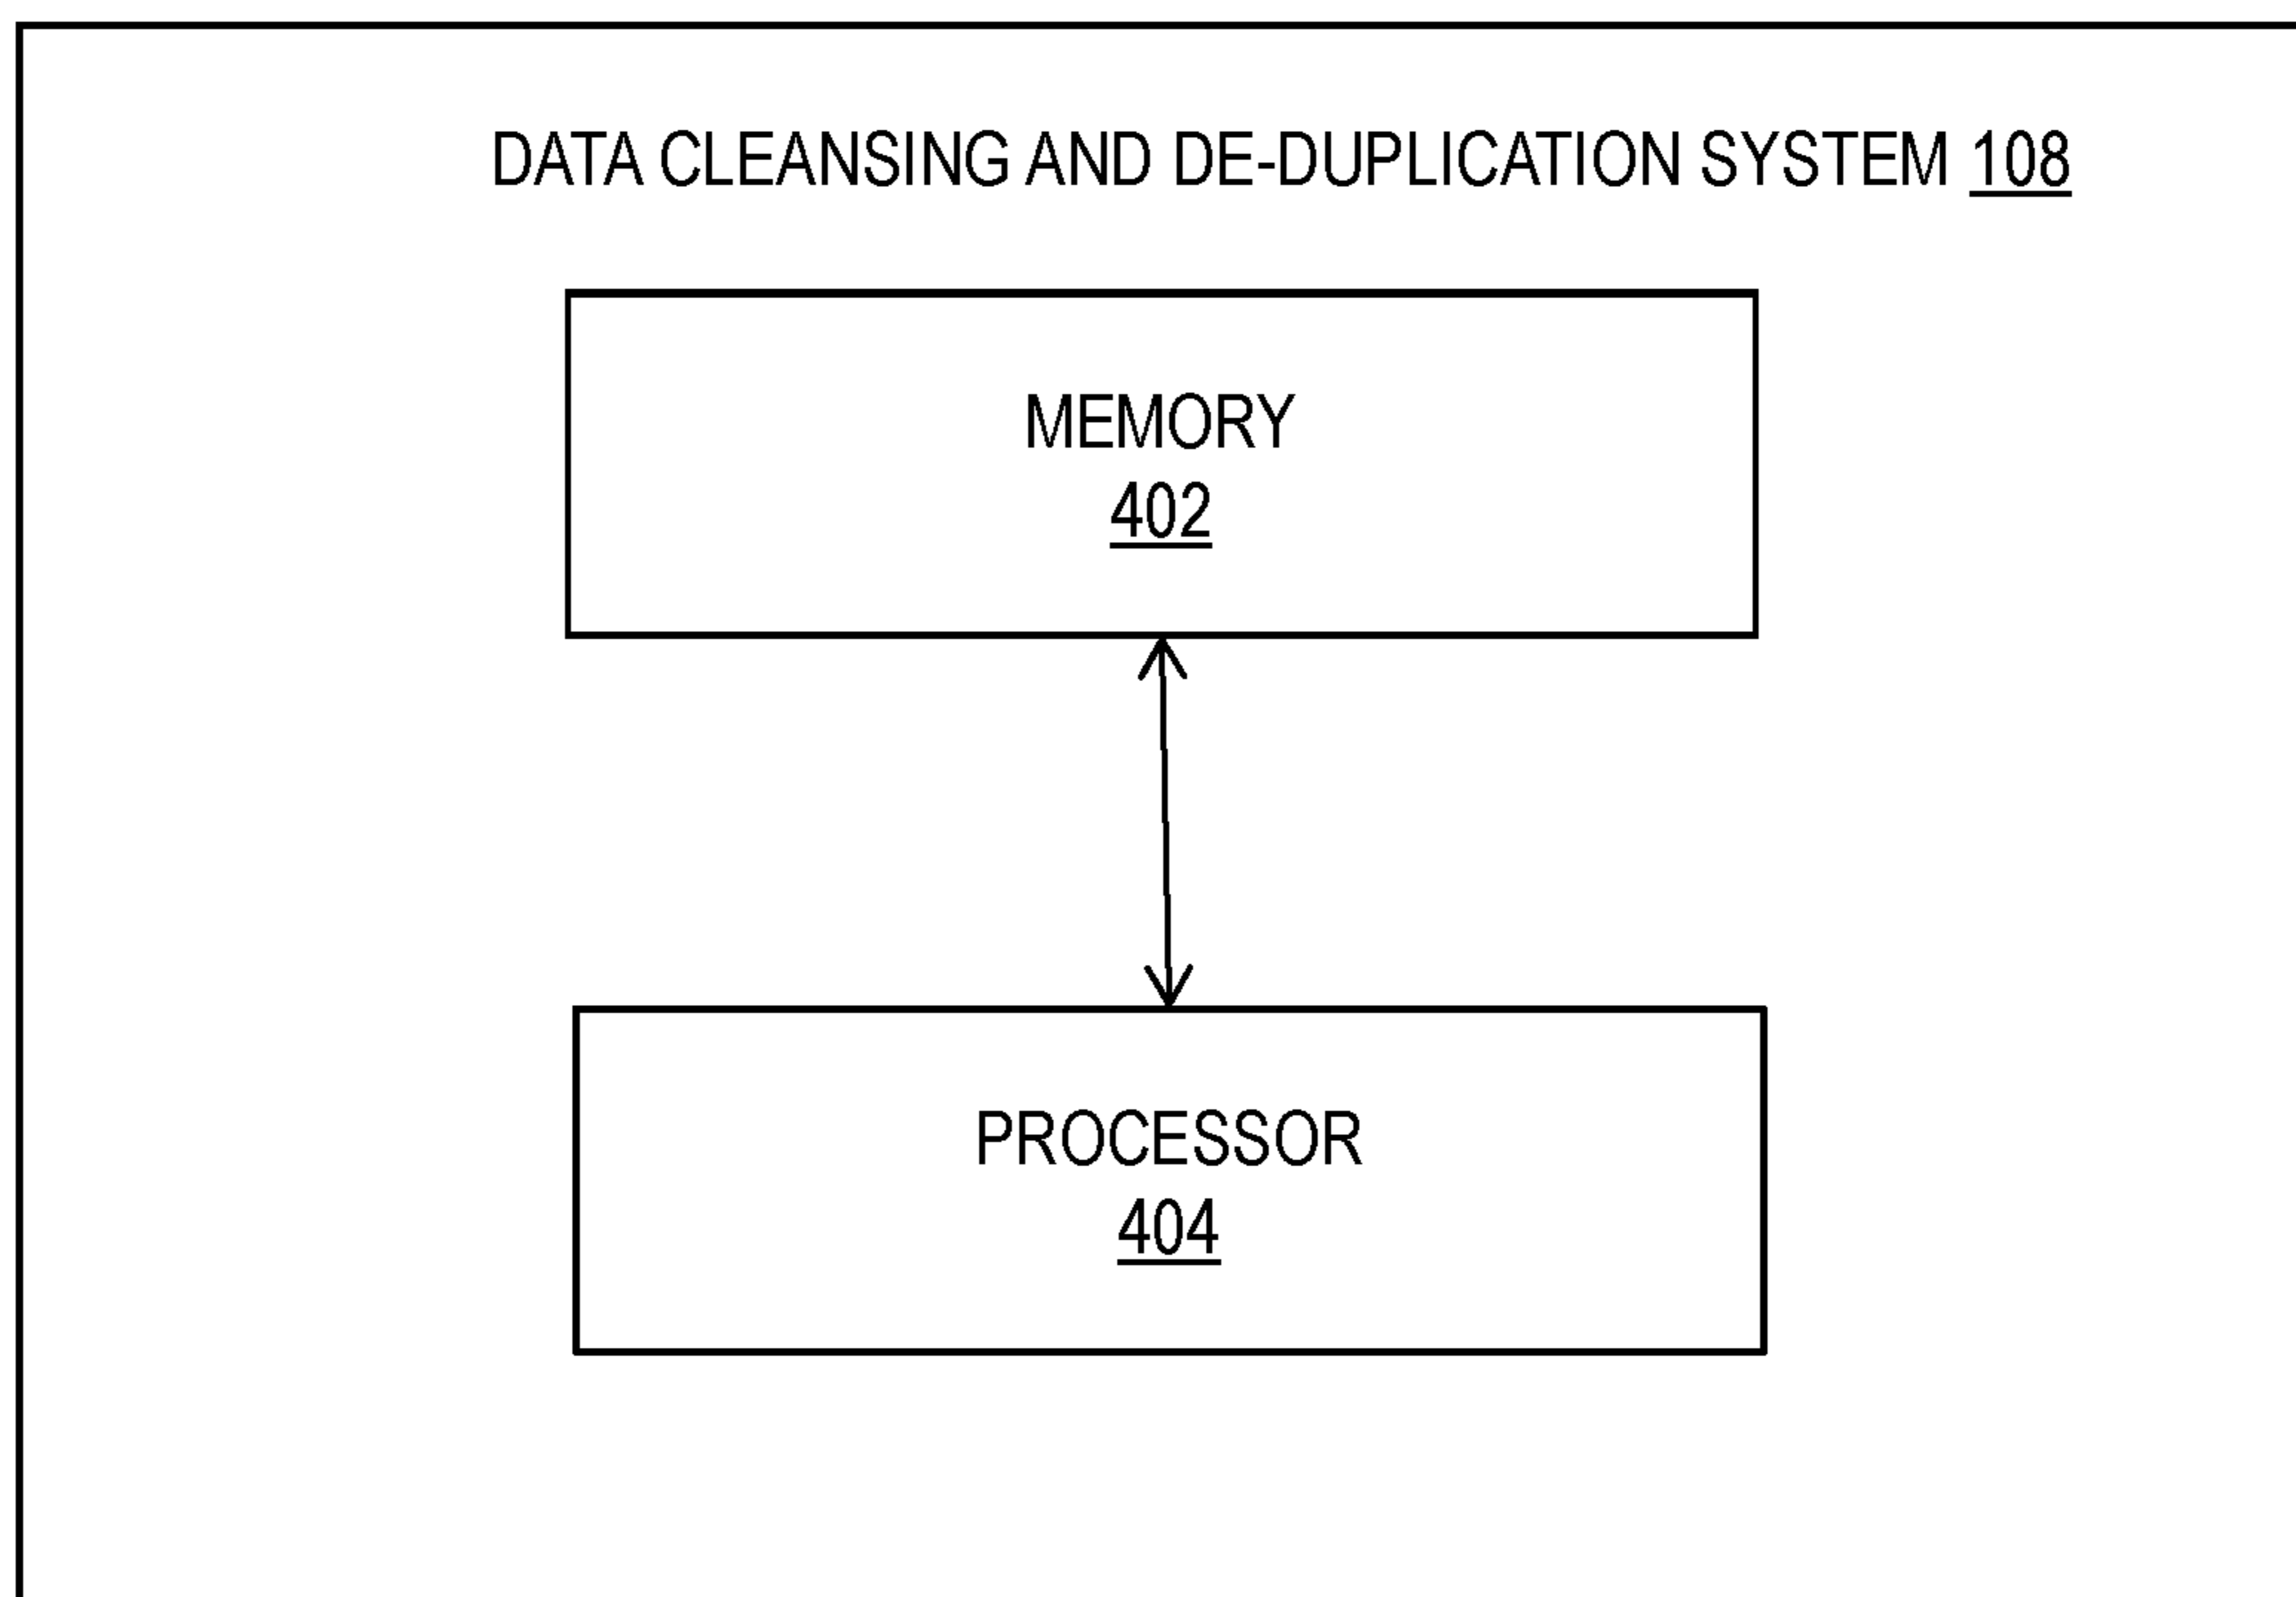 DATA CLEANSING AND DE-DUPLICATION SYSTEM 108
MEMORY
402
PROCESSOR
404